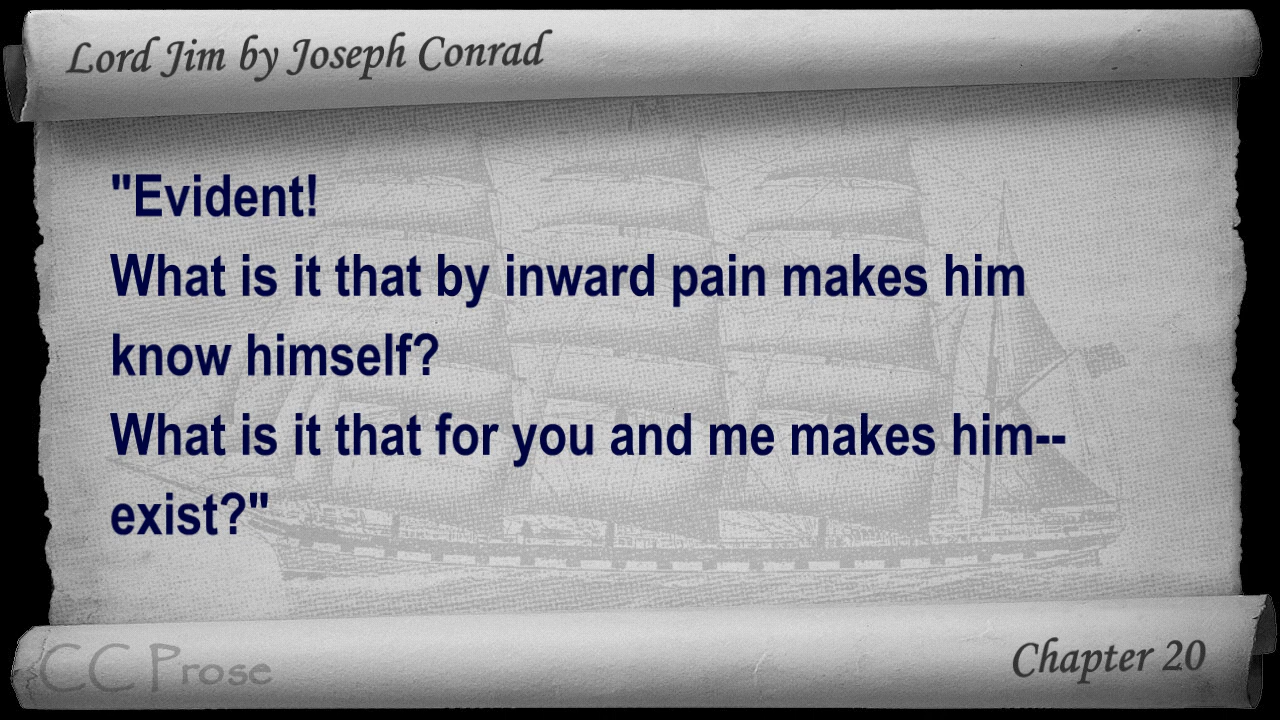 Lord Jim by Joseph Conrad
"Evident!
What is it that by inward pain makes him
know himself?
What is it that for you and me makes him--
exist?"
CC Prose
Chapter 20